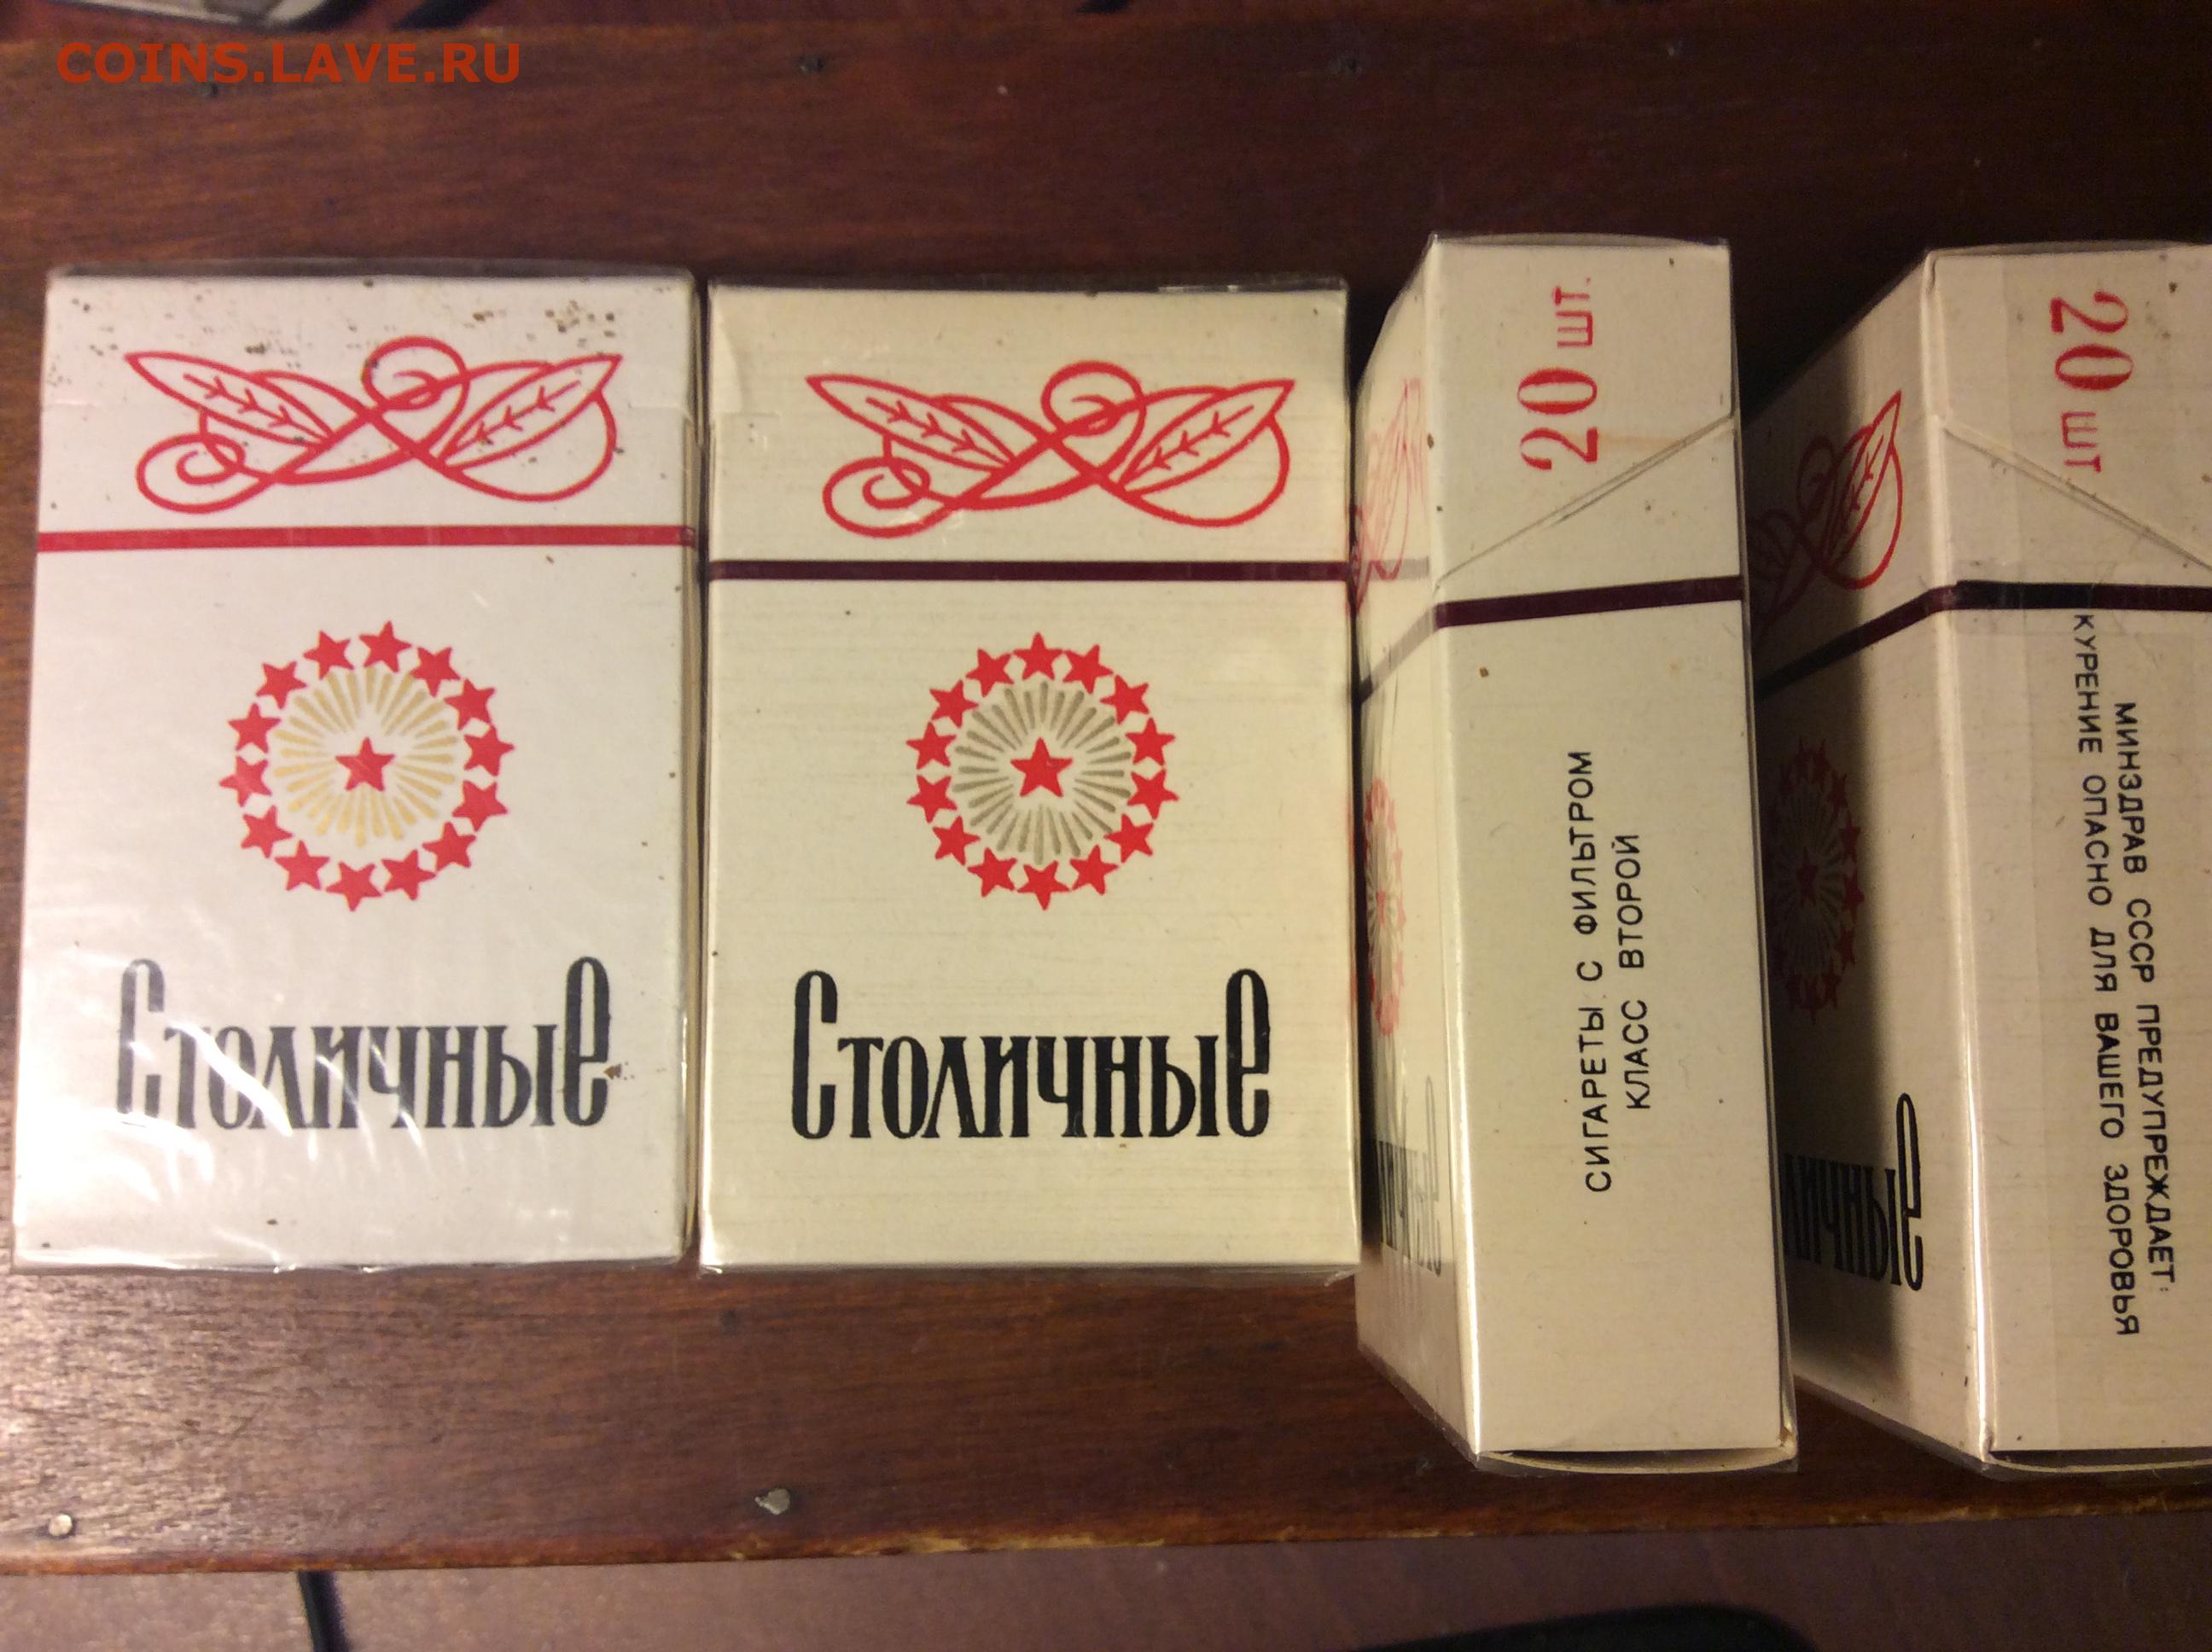 COINS.LAVE.RU
Столичные
Столичные
20 шт.
СИГАРЕТЫ С ФИЛЬТРОМ
КЛАСС ВТОРОЙ
личные
20 шт
МИНЗДРАВ СССР ПРЕДУПРЕЖДАЕТ:
КУРЕНИЕ ОПАСНО ДЛЯ ВАШЕГО ЗДОРОВЬЯ